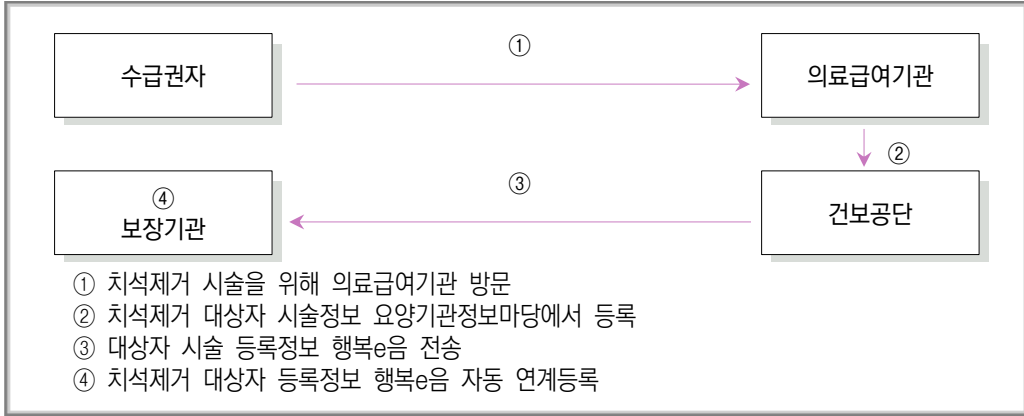 ①
수급권자
의료급여기관
②
③
④
보장기관
건보공단
① 치석제거 시술을 위해 의료급여기관 방문
② 치석제거 대상자 시술정보 요양기관정보마당에서 등록
③ 대상자 시술 등록정보 행복e음 전송
④ 치석제거 대상자 등록정보 행복e음 자동 연계등록